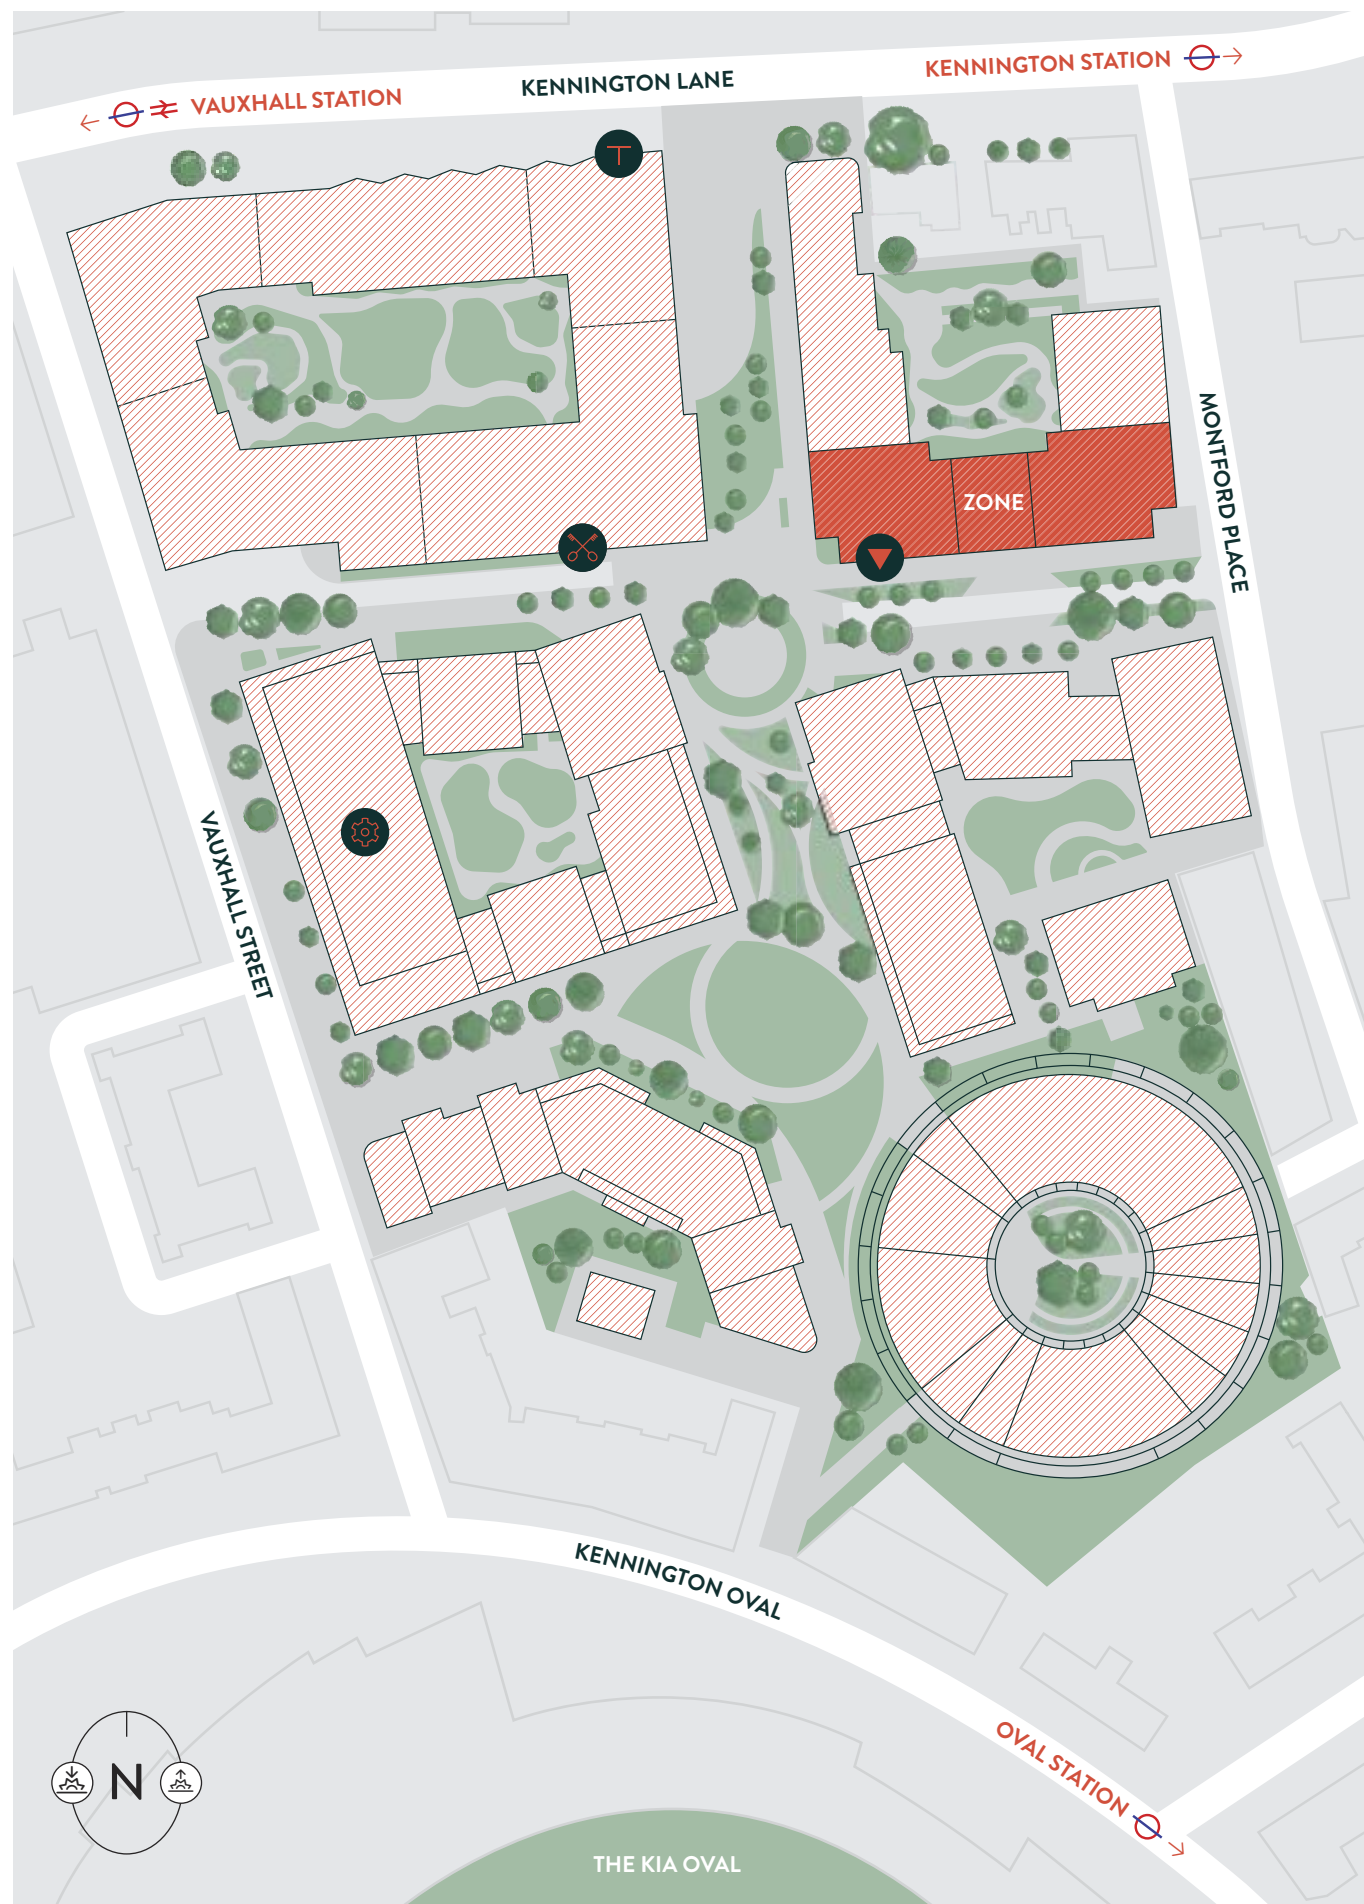 KENNINGTON STATION
KENNINGTON LANE
VAUXHALL STATION
MONTFORD PLACE
ZONE
VAUXHALL STREET
KENNINGTON OVAL
OVAL STATION
N
THE KIA OVAL